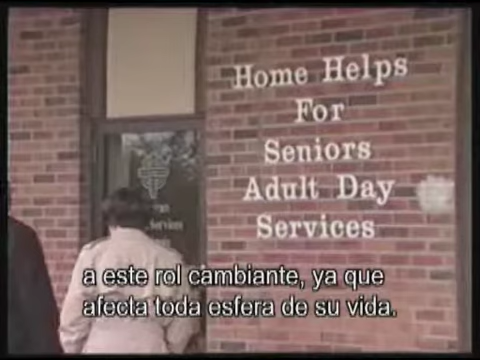 Home Helps
For
Seniors
Adult Day
Services
a este rol cambiante, ya que
afecta toda esfera de su vida.